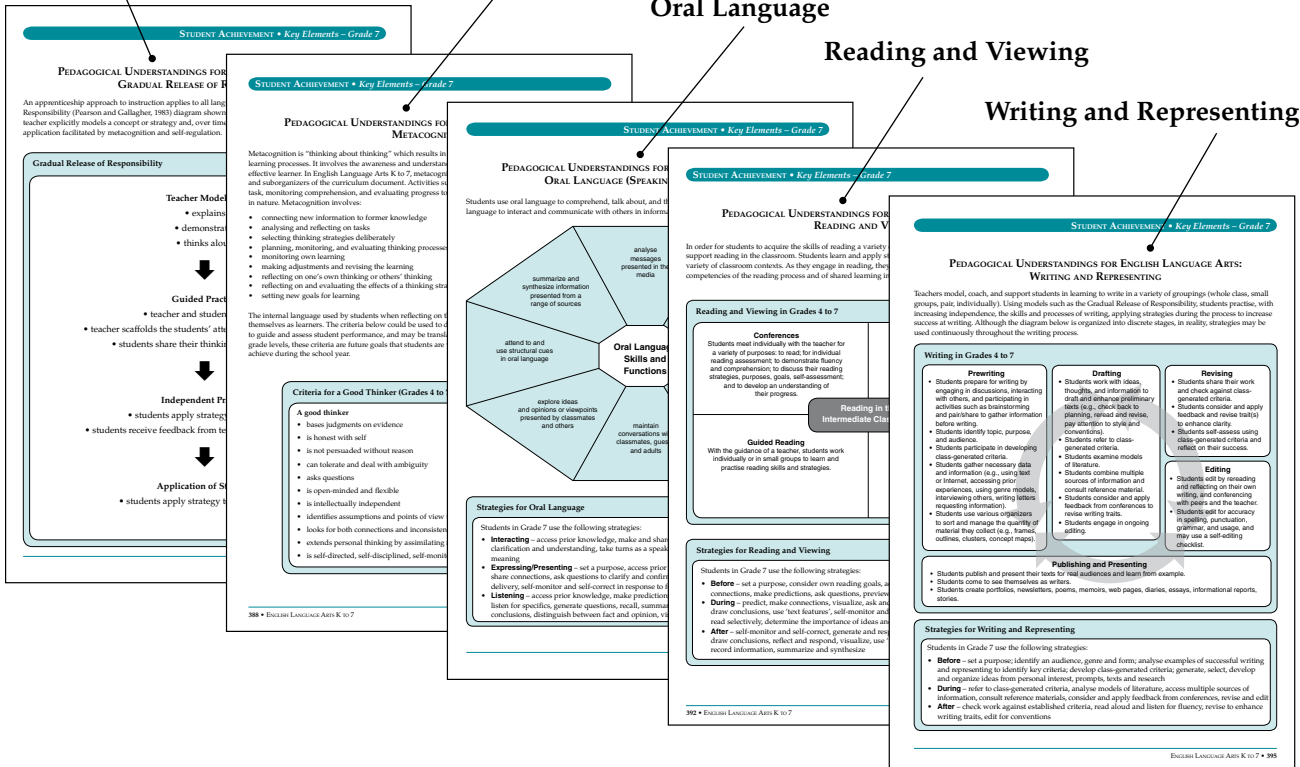 Oral Language
Reading and Viewing
Writing and Representing
STUDENT ACHIEVEMENT • Key Elements – Grade 7
PEDAGOGICAL UNDERSTANDINGS FOR
GRADUAL RELEASE OF
An apprenticeship approach to instruction applies to all
Responsibility (Pearson and Gallagher, 1983) diagram shown
teacher explicitly models a concept or strategy and, over time
application facilitated by metacognition and self-regulation.
Gradual Release of Responsibility
Teacher
• explains
•
• thinks
Guided
• teacher and
• teacher scaffolds the students'
• students share their
Independent
• students apply strategy
• students receive feedback from
Application of
• students apply strategy
STUDENT ACHIEVEMENT • Key Elements – Grade 7
PEDAGOGICAL UNDERSTANDINGS FOR
Metacognition is "thinking about thinking" which results in
learning processes. It involves the awareness and
effective learner. In English Language Arts K to 7,
and suborganizers of the curriculum document. Activities
task, monitoring comprehension, and evaluating progress
in nature. Metacognition involves:
• connecting new information to former knowledge
• analysing and reflecting on tasks
• selecting thinking strategies deliberately
• planning, monitoring, and evaluating thinking
• monitoring own learning
• making adjustments and revising the learning
• reflecting on one's own thinking or others' thinking
• reflecting on and evaluating the effects of a thinking
• setting new goals for learning
The internal language used by students when reflecting on
themselves as learners. The criteria below could be used to
to guide and assess student performance, and may be
grade levels, these criteria are future goals that students are
achieve during the school year.
Criteria for a Good Thinker (Grades 4 to
A good thinker
• bases judgments on evidence
• is honest with self
• is not persuaded without reason
• can tolerate and deal with ambiguity
• asks questions
• is open-minded and flexible
• is intellectually independent
• identifies assumptions and points of view
• looks for both connections and
• extends personal thinking by assimilating
• is self-directed, self-disciplined,
388 • ENGLISH LANGUAGE ARTS K TO 7
STUDENT ACHIEVEMENT • Key Elements – Grade 7
PEDAGOGICAL UNDERSTANDINGS FOR
ORAL LANGUAGE
Students use oral language to comprehend, talk about, and
language to interact and communicate with others in
analyse
messages
presented in the
media
summarize and
synthesize information
presented from a
range of sources
attend to and
use structural cues
in oral language
Oral
Skills and
Functions
explore ideas
and opinions or viewpoints
presented by classmates
and others
maintain
conversations
classmates,
and adults
Strategies for Oral Language
Students in Grade 7 use the following strategies:
• Interacting – access prior knowledge, make and
clarification and understanding, take turns as
meaning
• Expressing/Presenting – set a purpose, access prior
share connections, ask questions to clarify and
delivery, self-monitor and self-correct in response to
• Listening – access prior knowledge, make
listen for specifics, generate questions, recall,
conclusions, distinguish between fact and opinion,
STUDENT ACHIEVEMENT • Key Elements – Grade 7
PEDAGOGICAL UNDERSTANDINGS FOR
READING AND
In order for students to acquire the skills of reading a variety
support reading in the classroom. Students learn and apply
variety of classroom contexts. As they engage in reading, they
competencies of the reading process and of shared learning
Reading and Viewing in Grades 4 to 7
Conferences
Students meet individually with the teacher for
a variety of purposes: to read; for individual
reading assessment; to demonstrate fluency
and comprehension; to discuss their reading
strategies, purposes, goals, self-assessment;
and to develop an understanding of
their progress.
Reading in
Intermediate
Guided Reading
With the guidance of a teacher, students work
individually or in small groups to learn and
practise reading skills and strategies.
Strategies for Reading and Viewing
Students in Grade 7 use the following strategies:
• Before – set a purpose, consider own reading goals,
connections, make predictions, ask questions,
• During – predict, make connections, visualize, ask and
draw conclusions, use 'text features', self-monitor and
read selectively, determine the importance of ideas
• After – self-monitor and self-correct, generate and
draw conclusions, reflect and respond, visualize, use
record information, summarize and synthesize
392 • ENGLISH LANGUAGE ARTS K TO 7
STUDENT ACHIEVEMENT • Key Elements – Grade 7
PEDAGOGICAL UNDERSTANDINGS FOR ENGLISH LANGUAGE ARTS:
WRITING AND REPRESENTING
Teachers model, coach, and support students in learning to write in a variety of groupings (whole class, small
groups, pair, individually). Using models such as the Gradual Release of Responsibility, students practise, with
increasing independence, the skills and processes of writing, applying strategies during the process to increase
success at writing. Although the diagram below is organized into discrete stages, in reality, strategies may be
used continuously throughout the writing process.
Writing in Grades 4 to 7
Prewriting
• Students prepare for writing by
engaging in discussions, interacting
with others, and participating in
activities such as brainstorming
and pair/share to gather information
before writing.
• Students identify topic, purpose,
and audience.
• Students participate in developing
class-generated criteria.
• Students gather necessary data
and information (e.g., using text
or Internet, accessing prior
experiences, using genre models,
interviewing others, writing letters
requesting information).
• Students use various organizers
to sort and manage the quantity of
material they collect (e.g., frames,
outlines, clusters, concept maps).
Drafting
• Students work with ideas,
thoughts, and information to
draft and enhance preliminary
texts (e.g., check back to
planning, reread and revise,
pay attention to style and
conventions).
• Students refer to class-
generated criteria.
• Students examine models
of literature.
• Students combine multiple
sources of information and
consult reference material.
• Students consider and apply
feedback from conferences to
revise writing traits.
• Students engage in ongoing
editing.
Revising
• Students share their work
and check against class-
generated criteria.
• Students consider and apply
feedback and revise trait(s)
to enhance clarity.
• Students self-assess using
class-generated criteria and
reflect on their success.
Editing
• Students edit by rereading
and reflecting on their own
writing, and conferencing
with peers and the teacher.
• Students edit for accuracy
in spelling, punctuation,
grammar, and usage, and
may use a self-editing
checklist.
Publishing and Presenting
• Students publish and present their texts for real audiences and learn from example.
• Students come to see themselves as writers.
• Students create portfolios, newsletters, poems, memoirs, web pages, diaries, essays, informational reports,
stories.
Strategies for Writing and Representing
Students in Grade 7 use the following strategies:
• Before – set a purpose; identify an audience, genre and form; analyse examples of successful writing
and representing to identify key criteria; develop class-generated criteria; generate, select, develop
and organize ideas from personal interest, prompts, texts and research
• During – refer to class-generated criteria, analyse models of literature, access multiple sources of
information, consult reference materials, consider and apply feedback from conferences, revise and edit
• After – check work against established criteria, read aloud and listen for fluency, revise to enhance
writing traits, edit for conventions
ENGLISH LANGUAGE ARTS K TO 7 • 395